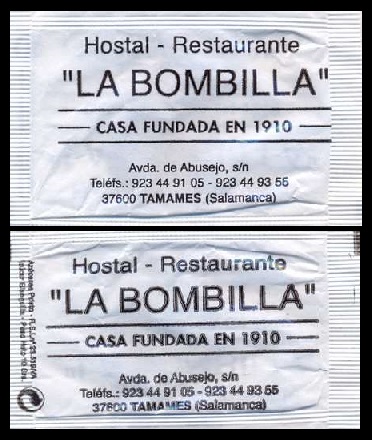 Hostal - Restaurante
"LA BOMBILLA"
CASA FUNDADA EN 1910
Avda. de Abusejo, s/n
Teléfs.: 923 44 91 05 - 923 44 93 55
37600 TAMAMES (Salamanca)
Hostal - Restaurante
"LA BOMBILLA"
CASA FUNDADA EN 1910
Avda. de Abusejo, s/n
Teléfs.: 923 44 91 05 - 923 44 93 55
37600 TAMAMES (Salamanca)